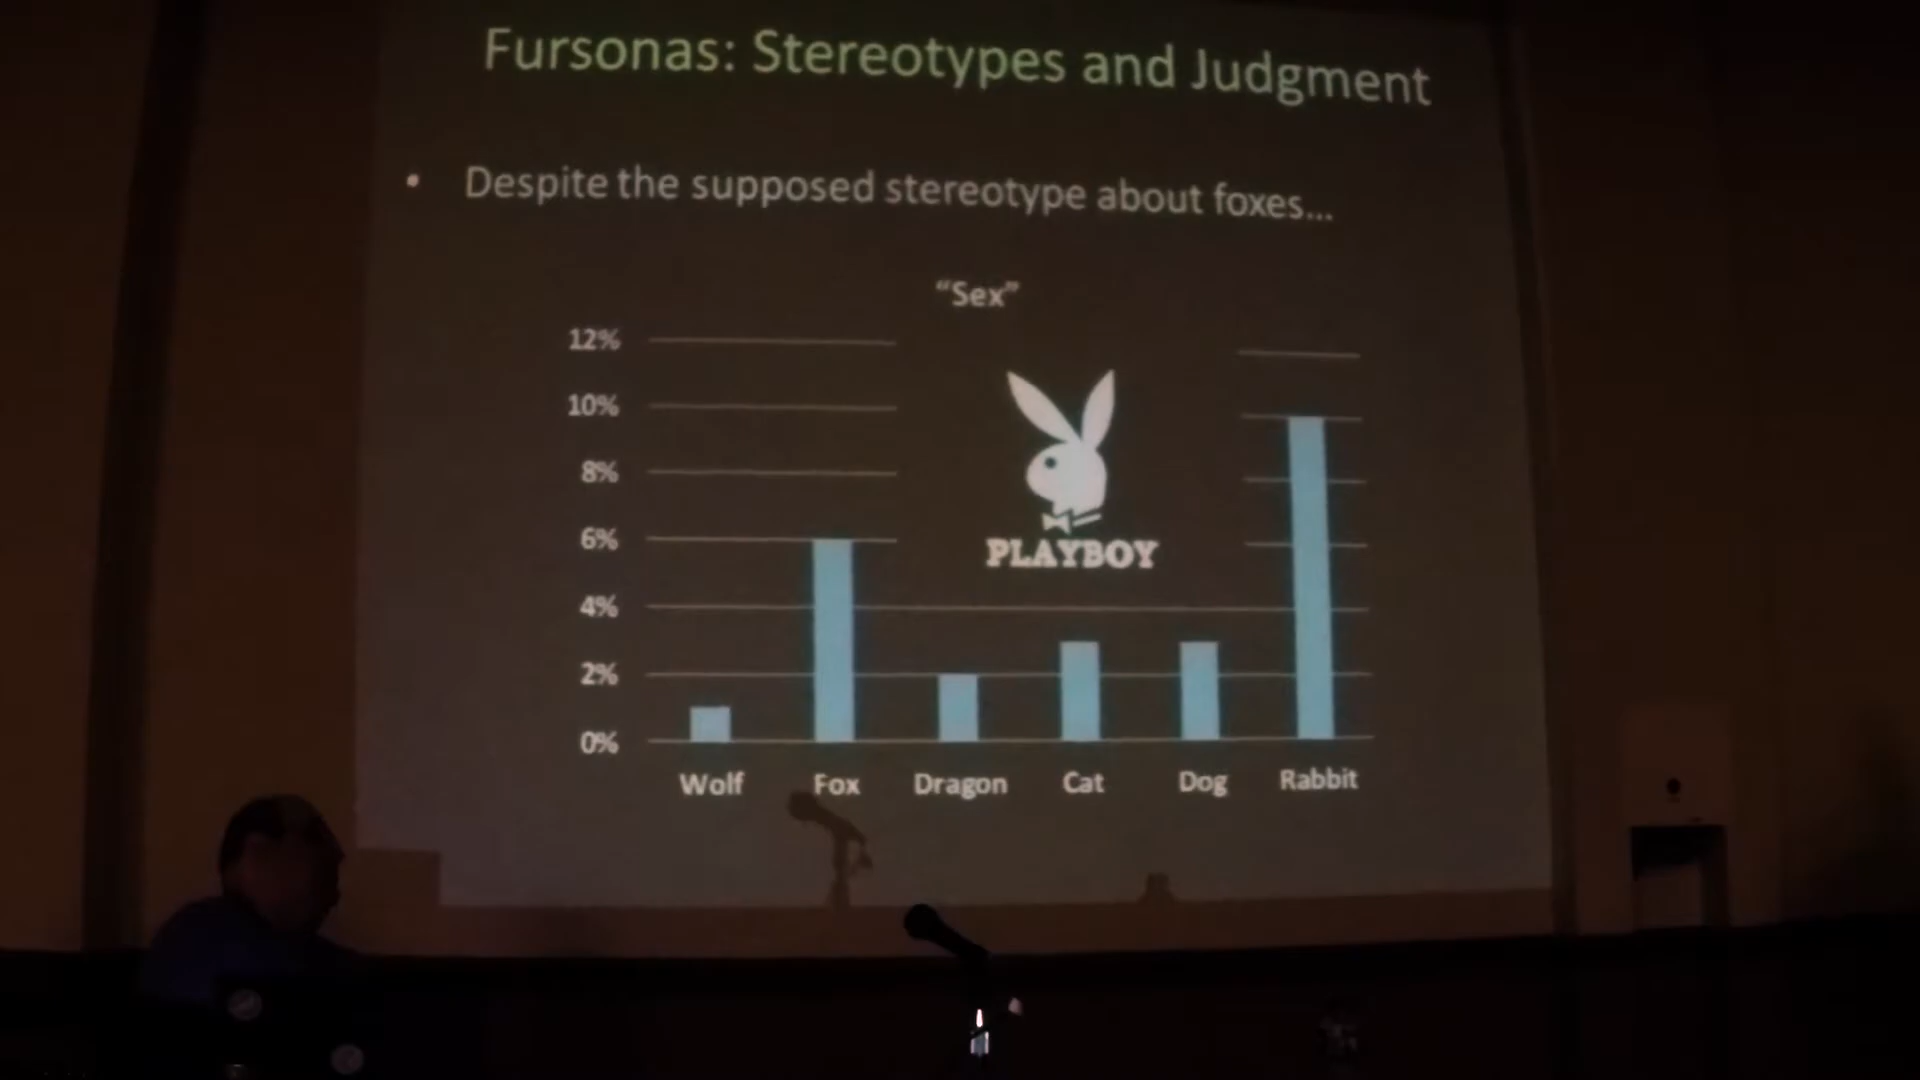 Fursonas: Stereotypes and Judgment
• Despite the supposed stereotype about foxes...
“Sex”
12%
10%
8%
6%
4%
2%
0%
PLAYBOY
Wolf Fox Dragon Cat Dog Rabbit